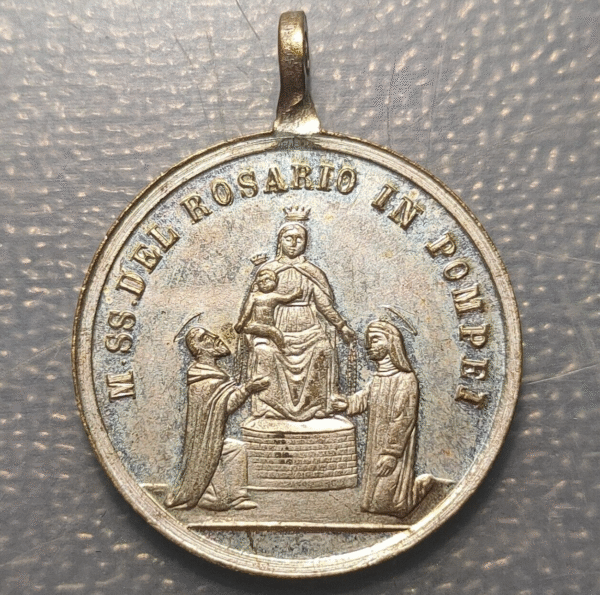 M SS DEL ROSARIO IN POMPEI